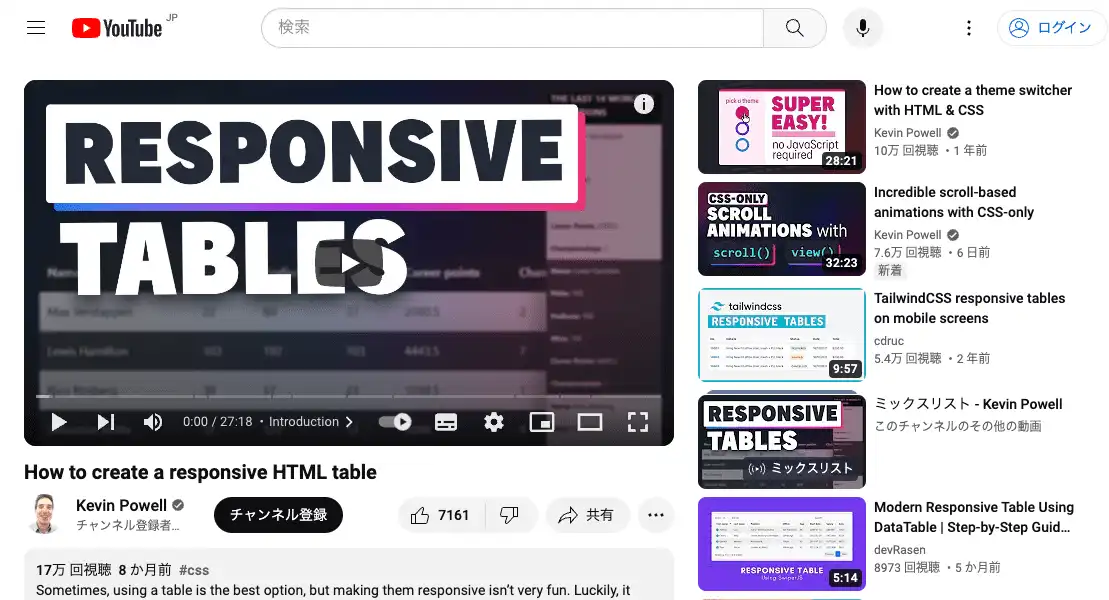 YouTube JP
検索
ログイン
RESPONSIVE
TABLES
0:00 / 27:18 • Introduction
How to create a responsive HTML table
Kevin Powell
チャンネル登録者...
チャンネル登録
7161
共有
17万 回視聴 8 か月前 #css
Sometimes, using a table is the best option, but making them responsive isn’t very fun. Luckily, it
pick a theme
SUPER
EASY!
no JavaScript
required
28:21
How to create a theme switcher
with HTML & CSS
Kevin Powell
10万 回視聴 • 1 年前
CSS-ONLY
SCROLL
ANIMATIONS with
scroll() view()
32:23
Incredible scroll-based
animations with CSS-only
Kevin Powell
7.6万 回視聴 • 6 日前
新着
tailwindcss
RESPONSIVE TABLES
9:57
TailwindCSS responsive tables
on mobile screens
cdruc
5.4万 回視聴 • 2 年前
RESPONSIVE
TABLES
ミックスリスト
ミックスリスト - Kevin Powell
このチャンネルのその他の動画
RESPONSIVE TABLE
Using SwiperJS
5:14
Modern Responsive Table Using
DataTable | Step-by-Step Guid...
devRasen
8973 回視聴 • 5 か月前